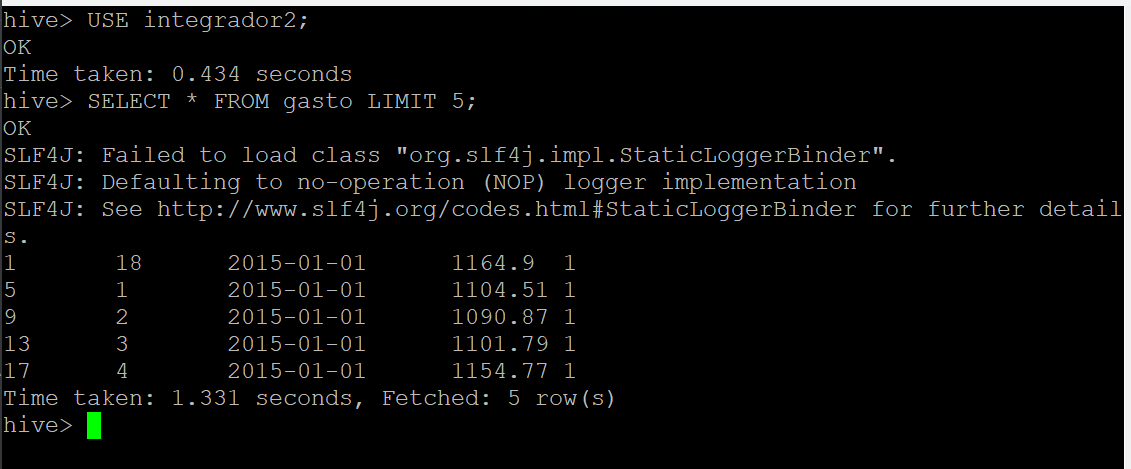 hive> USE integrador2;
OK
Time taken: 0.434 seconds
hive> SELECT * FROM gasto LIMIT 5;
OK
SLF4J: Failed to load class "org.slf4j.impl.StaticLoggerBinder".
SLF4J: Defaulting to no-operation (NOP) logger implementation
SLF4J: See http://www.slf4j.org/codes.html#StaticLoggerBinder for further detail
s.
1	18	2015-01-01	1164.9	1
5	1	2015-01-01	1104.51	1
9	2	2015-01-01	1090.87	1
13	3	2015-01-01	1101.79	1
17	4	2015-01-01	1154.77	1
Time taken: 1.331 seconds, Fetched: 5 row(s)
hive>